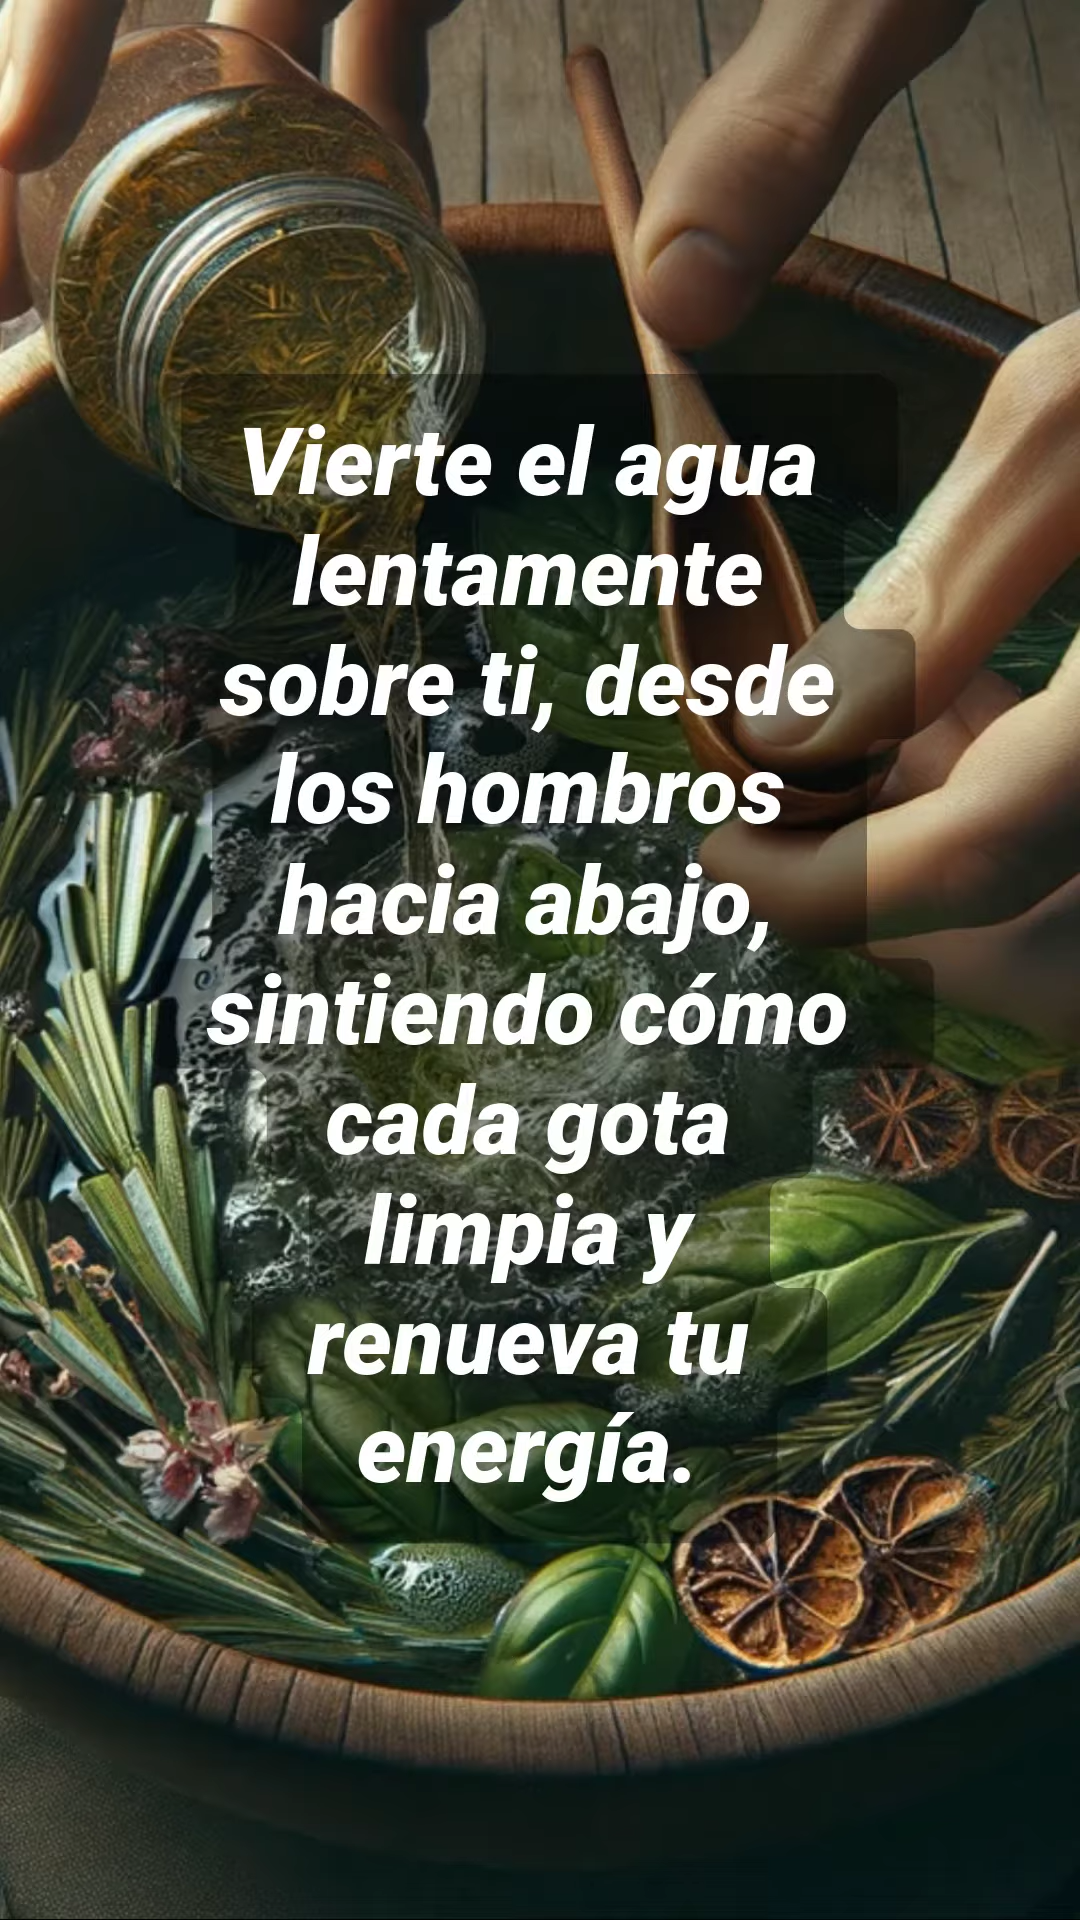 Vierte el agua
lentamente
sobre ti, desde
los hombros
hacia abajo,
sintiendo cómo
cada gota
limpia y
renueva tu
energía.